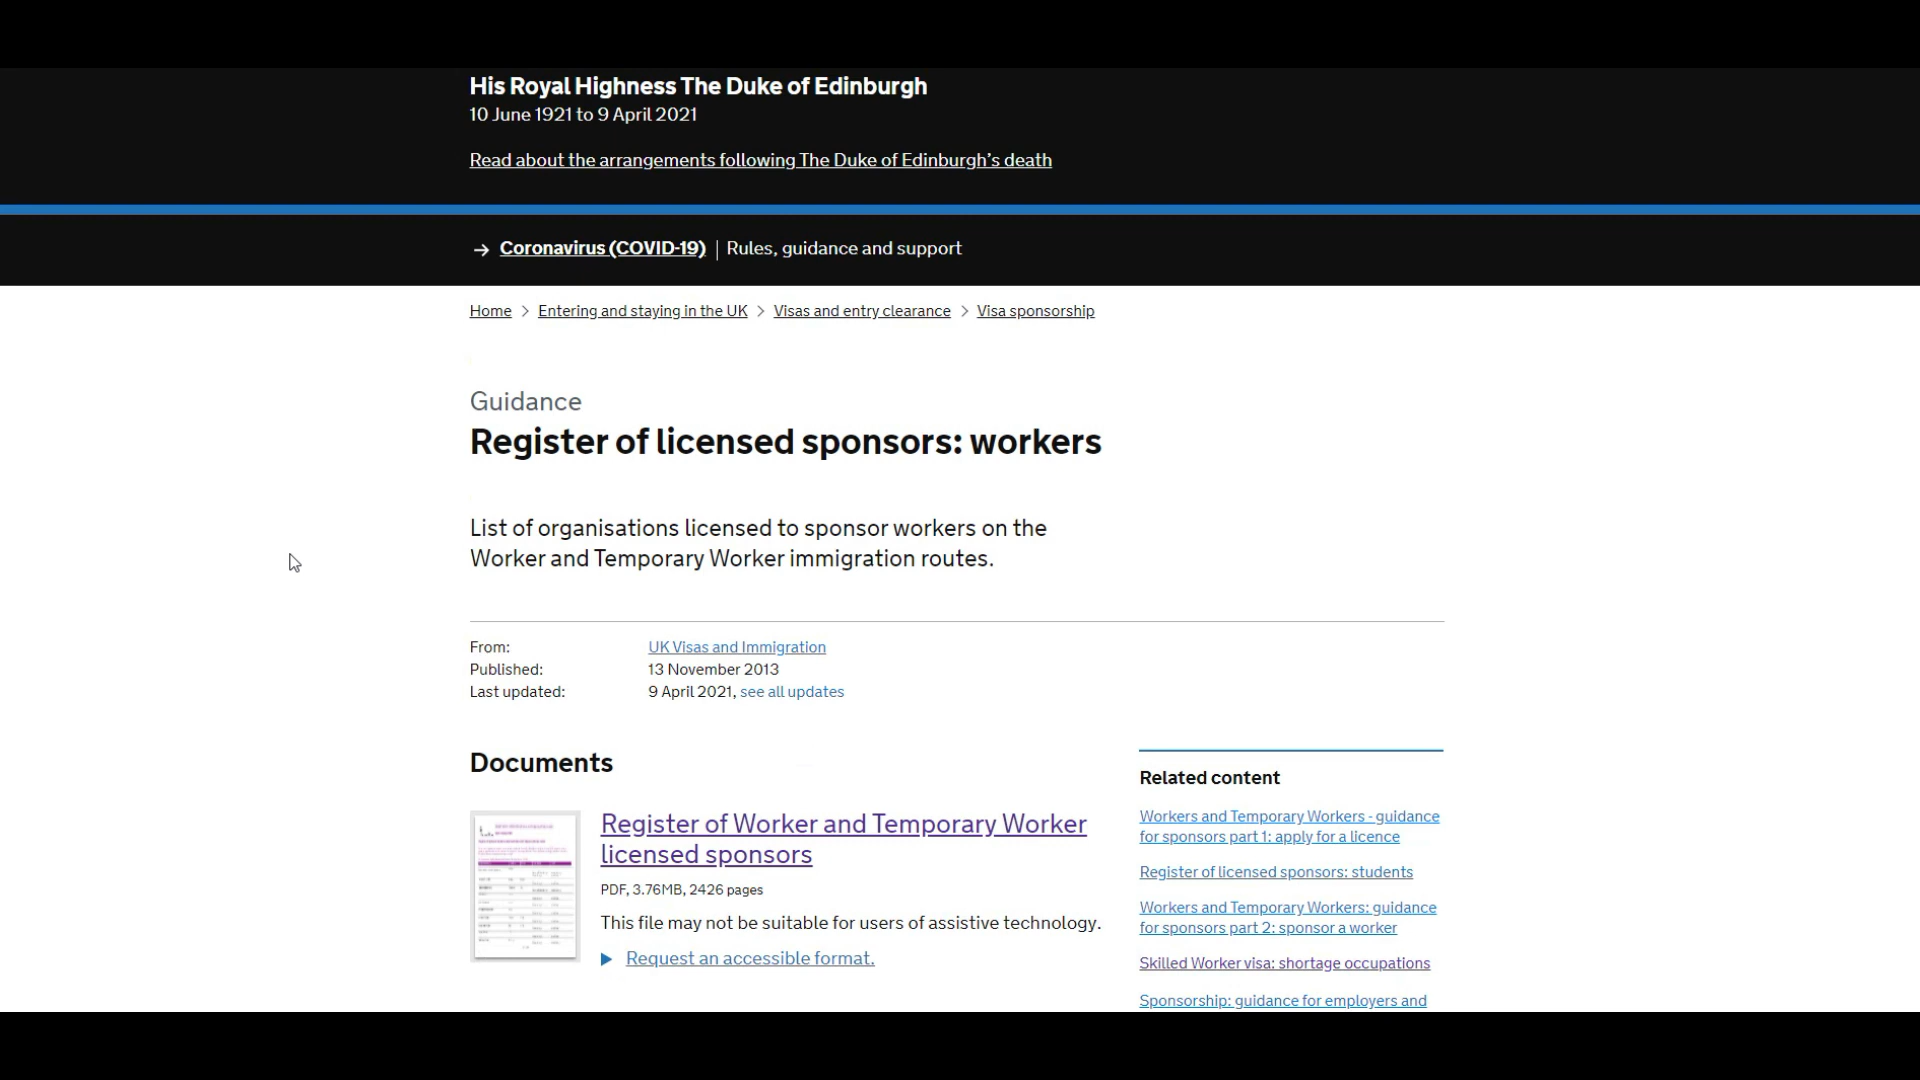 His Royal Highness The Duke of Edinburgh
10 June 1921 to 9 April 2021
Read about the arrangements following The Duke of Edinburgh’s death
→ Coronavirus (COVID-19) | Rules, guidance and support
Home > Entering and staying in the UK > Visas and entry clearance > Visa sponsorship
Guidance
Register of licensed sponsors: workers
List of organisations licensed to sponsor workers on the
Worker and Temporary Worker immigration routes.
From: UK Visas and Immigration
Published: 13 November 2013
Last updated: 9 April 2021, see all updates
Documents
Register of Worker and Temporary Worker
licensed sponsors
PDF, 3.76MB, 2426 pages
This file may not be suitable for users of assistive technology.
Request an accessible format.
Related content
Workers and Temporary Workers - guidance
for sponsors part 1: apply for a licence
Register of licensed sponsors: students
Workers and Temporary Workers: guidance
for sponsors part 2: sponsor a worker
Skilled Worker visa: shortage occupations
Sponsorship: guidance for employers and